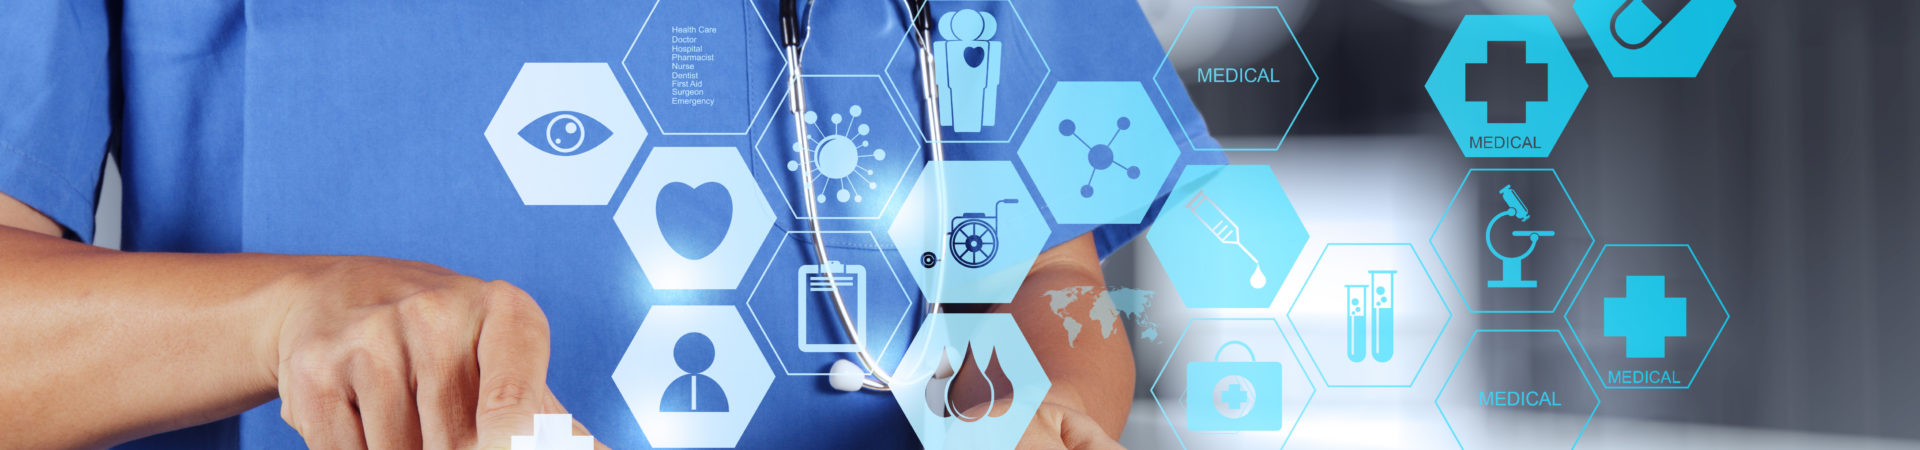 Health Care
Doctor
Hospital
Pharmacist
Nurse
Dentist
First Aid
Surgeon
Emergency
MEDICAL
MEDICAL
MEDICAL
MEDICAL